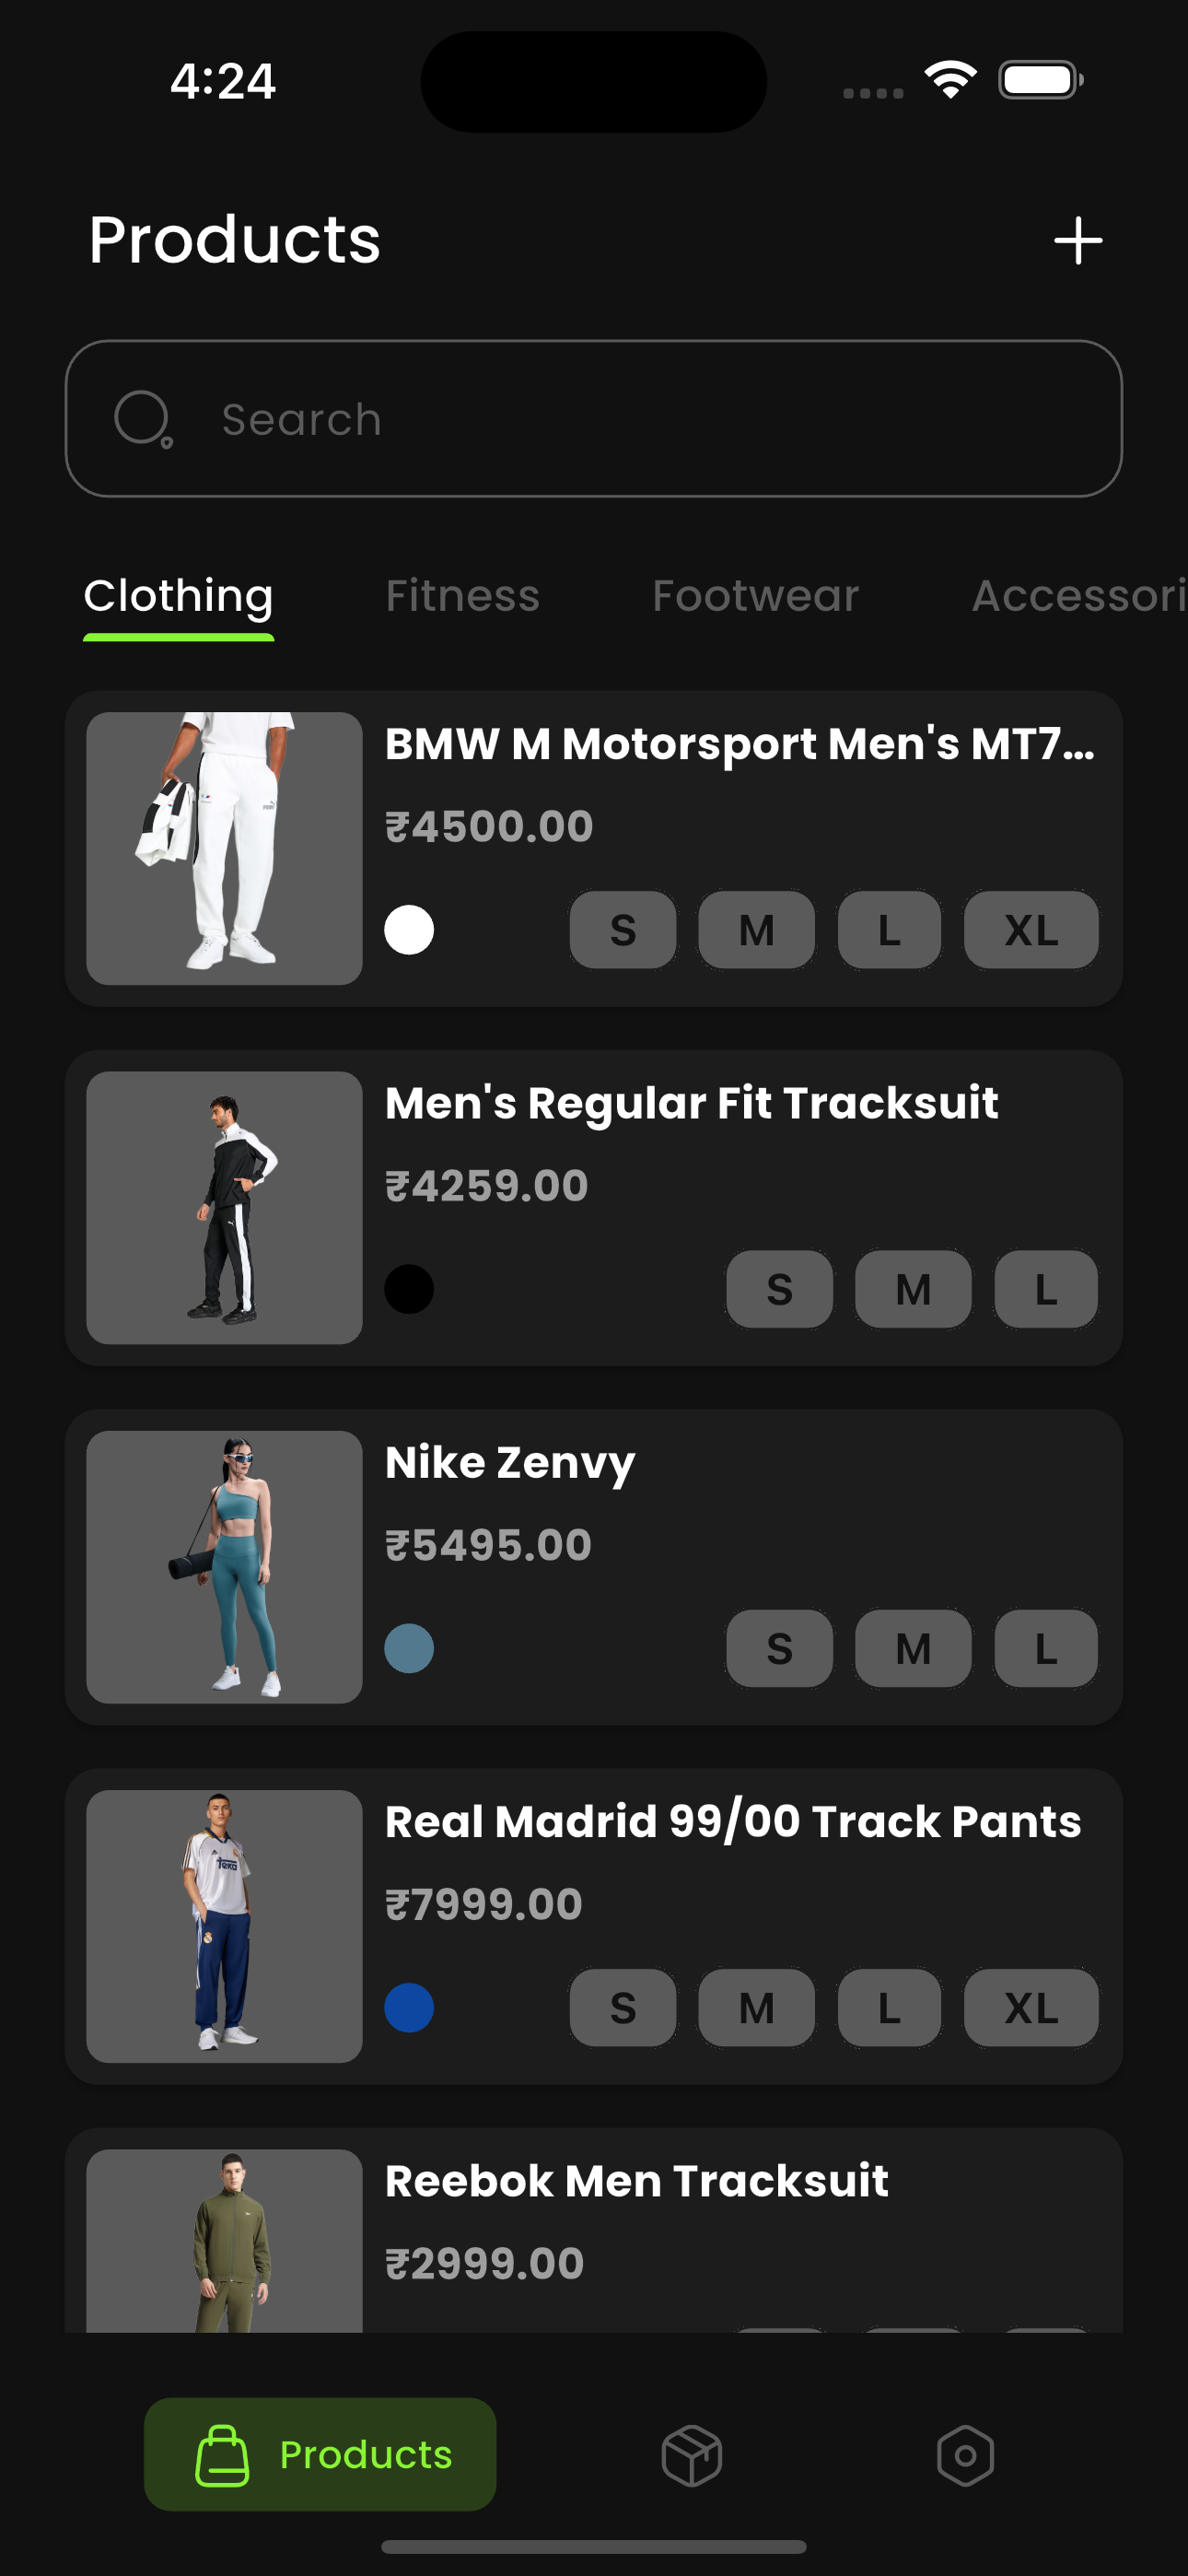 4:24
Products
Search
Clothing Fitness Footwear Accessori
BMW M Motorsport Men's MT7...
₹4500.00
S M L XL
Men's Regular Fit Tracksuit
₹4259.00
S M L
Nike Zenvy
₹5495.00
S M L
Real Madrid 99/00 Track Pants
₹7999.00
S M L XL
Reebok Men Tracksuit
₹2999.00
Products